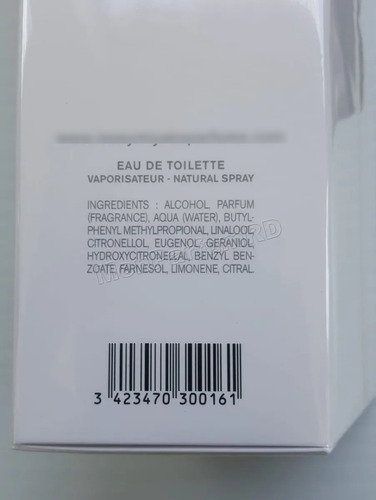 EAU DE TOILETTE
VAPORISATEUR - NATURAL SPRAY
INGREDIENTS : ALCOHOL, PARFUM
(FRAGRANCE), AQUA (WATER), BUTYL-
PHENYL METHYLPROPIONAL, LINALOOL,
CITRONELLOL, EUGENOL, GERANIOL,
HYDROXYCITRONELLAL, BENZYL BEN-
ZOATE, FARNESOL, LIMONENE, CITRAL.
3 423470 300161